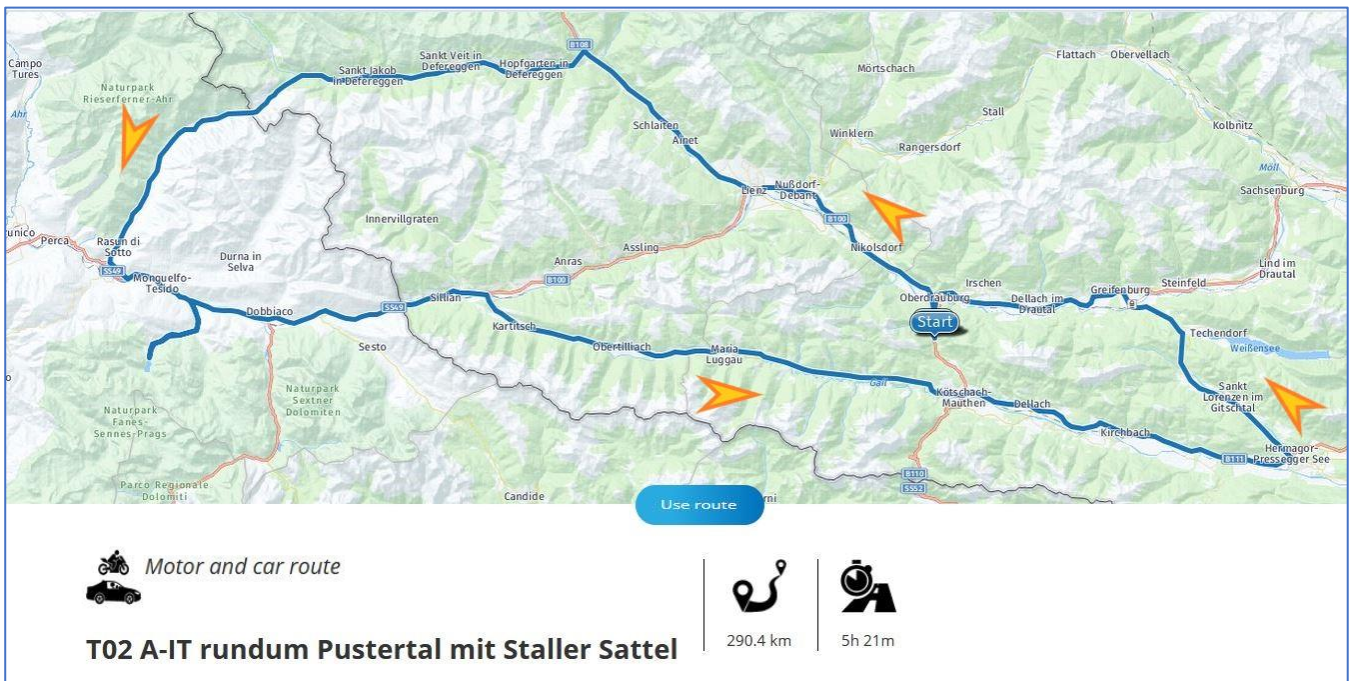 Campo
Tures
Naturpark
Rieserferner-Ahr
Ahr
Sankt Jakob
in Defereggen
Sankt Veit in
Defereggen
Hopfgarten in
Defereggen
B108
Mörtschach
Flattach
Obervellach
Stall
Kolbnitz
Schlaiten
Ainet
Winklern
Rangersdorf
Möll
Sachsenburg
Lienz
Nußdorf-
Debant
B100
Nikolsdorf
Innervillgraten
Assling
Anras
B100
unico
Perca
Rasun di
Sotto
SS49
Monguelfo-
Tesido
Durna in
Selva
Dobbiaco
SS49
Sillian
Kartitsch
Irschen
Oberdrauburg
Start
Dellach im
Drautal
Greifenburg
Steinfeld
Lind im
Drautal
Techendorf
Weißensee
Sesto
Obertilliach
Maria
Luggau
Gail
Kötschach-
Mauthen
Dellach
Kirchbach
Sankt
Lorenzen im
Gitschtal
Hermagor-
Pressegger See
B111
o
Naturpark
Sextner
Dolomiten
Naturpark
Fanes-
Sennes-Prags
Parco Regionale
Dolomiti
Candide
rni
B110
SS52
Use route
Motor and car route
T02 A-IT rundum Pustertal mit Staller Sattel
290.4 km
5h 21m